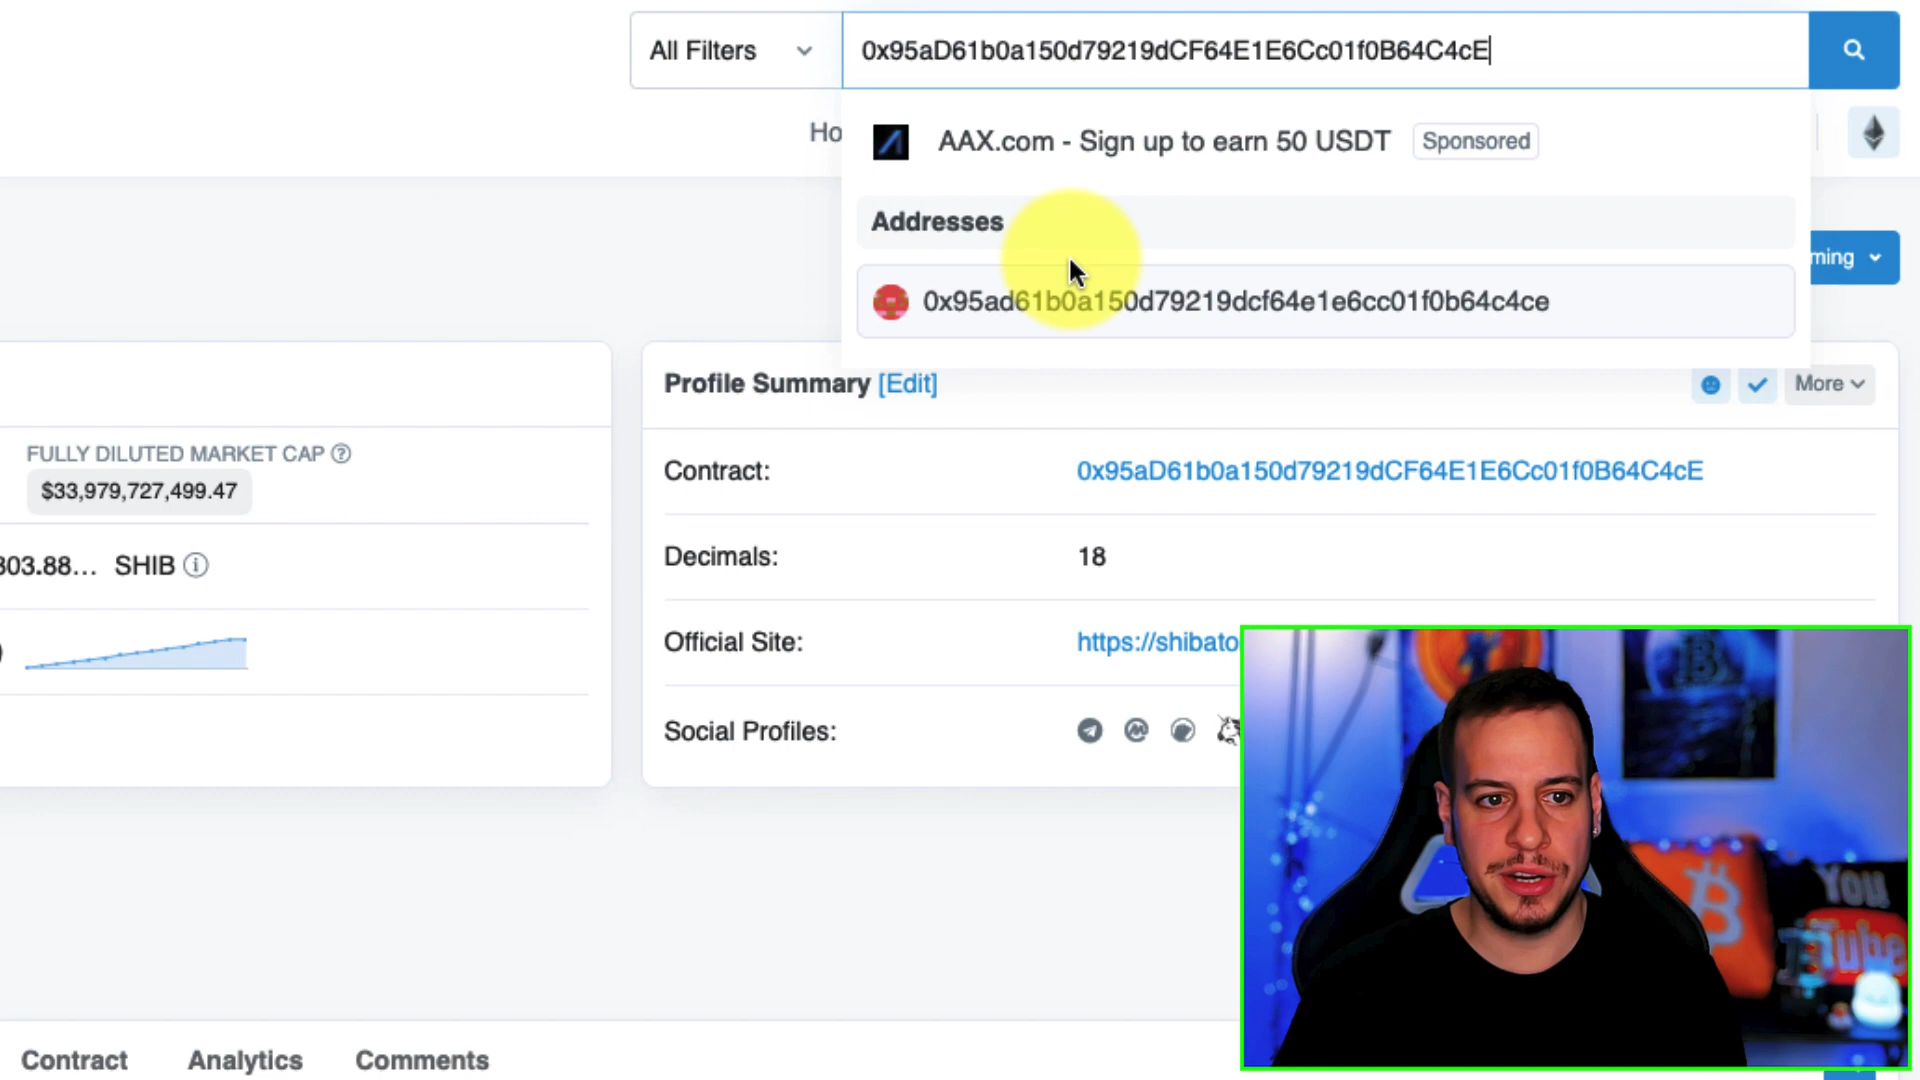 All Filters
0x95aD61b0a150d79219dCF64E1E6Cc01f0B64C4cE
Ho
AAX.com - Sign up to earn 50 USDT
Sponsored
Addresses
ming
0x95ad61b0a150d79219dcf64e1e6cc01f0b64c4ce
Profile Summary [Edit]
More
FULLY DILUTED MARKET CAP
$33,979,727,499.47
Contract:
0x95aD61b0a150d79219dCF64E1E6Cc01f0B64C4cE
Decimals:
18
303.88... SHIB
Official Site:
https://shibato
)
Social Profiles:
You
Tube
Contract
Analytics
Comments